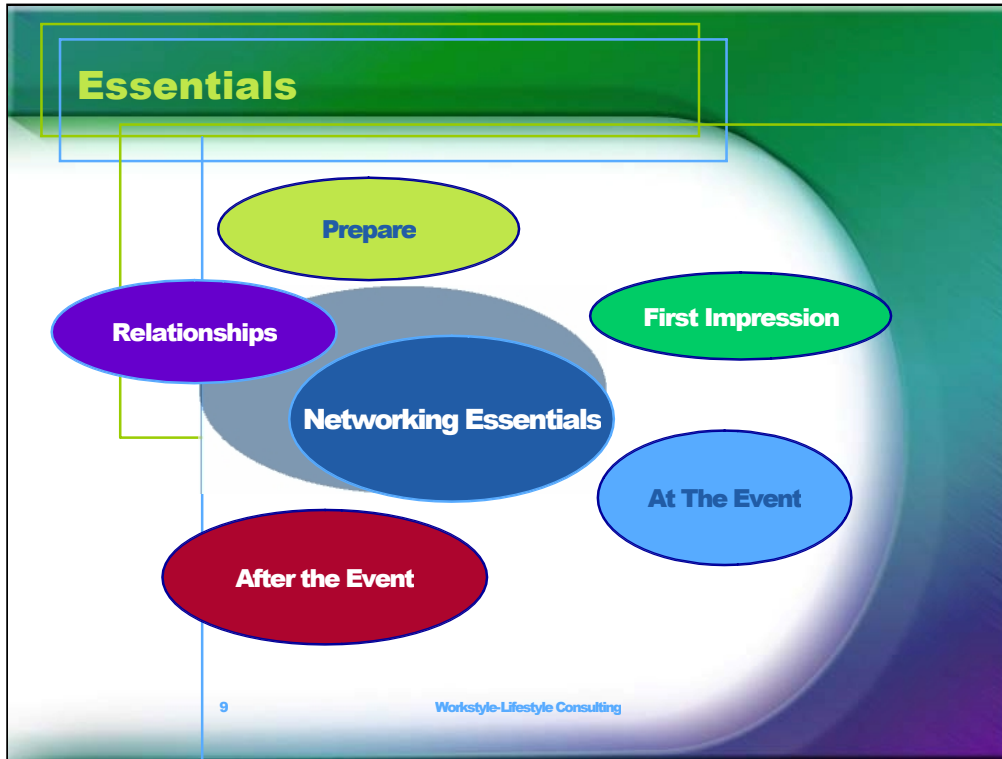 Essentials
Prepare
First Impression
Relationships
Networking Essentials
At The Event
After the Event
9
Workstyle-Lifestyle Consulting